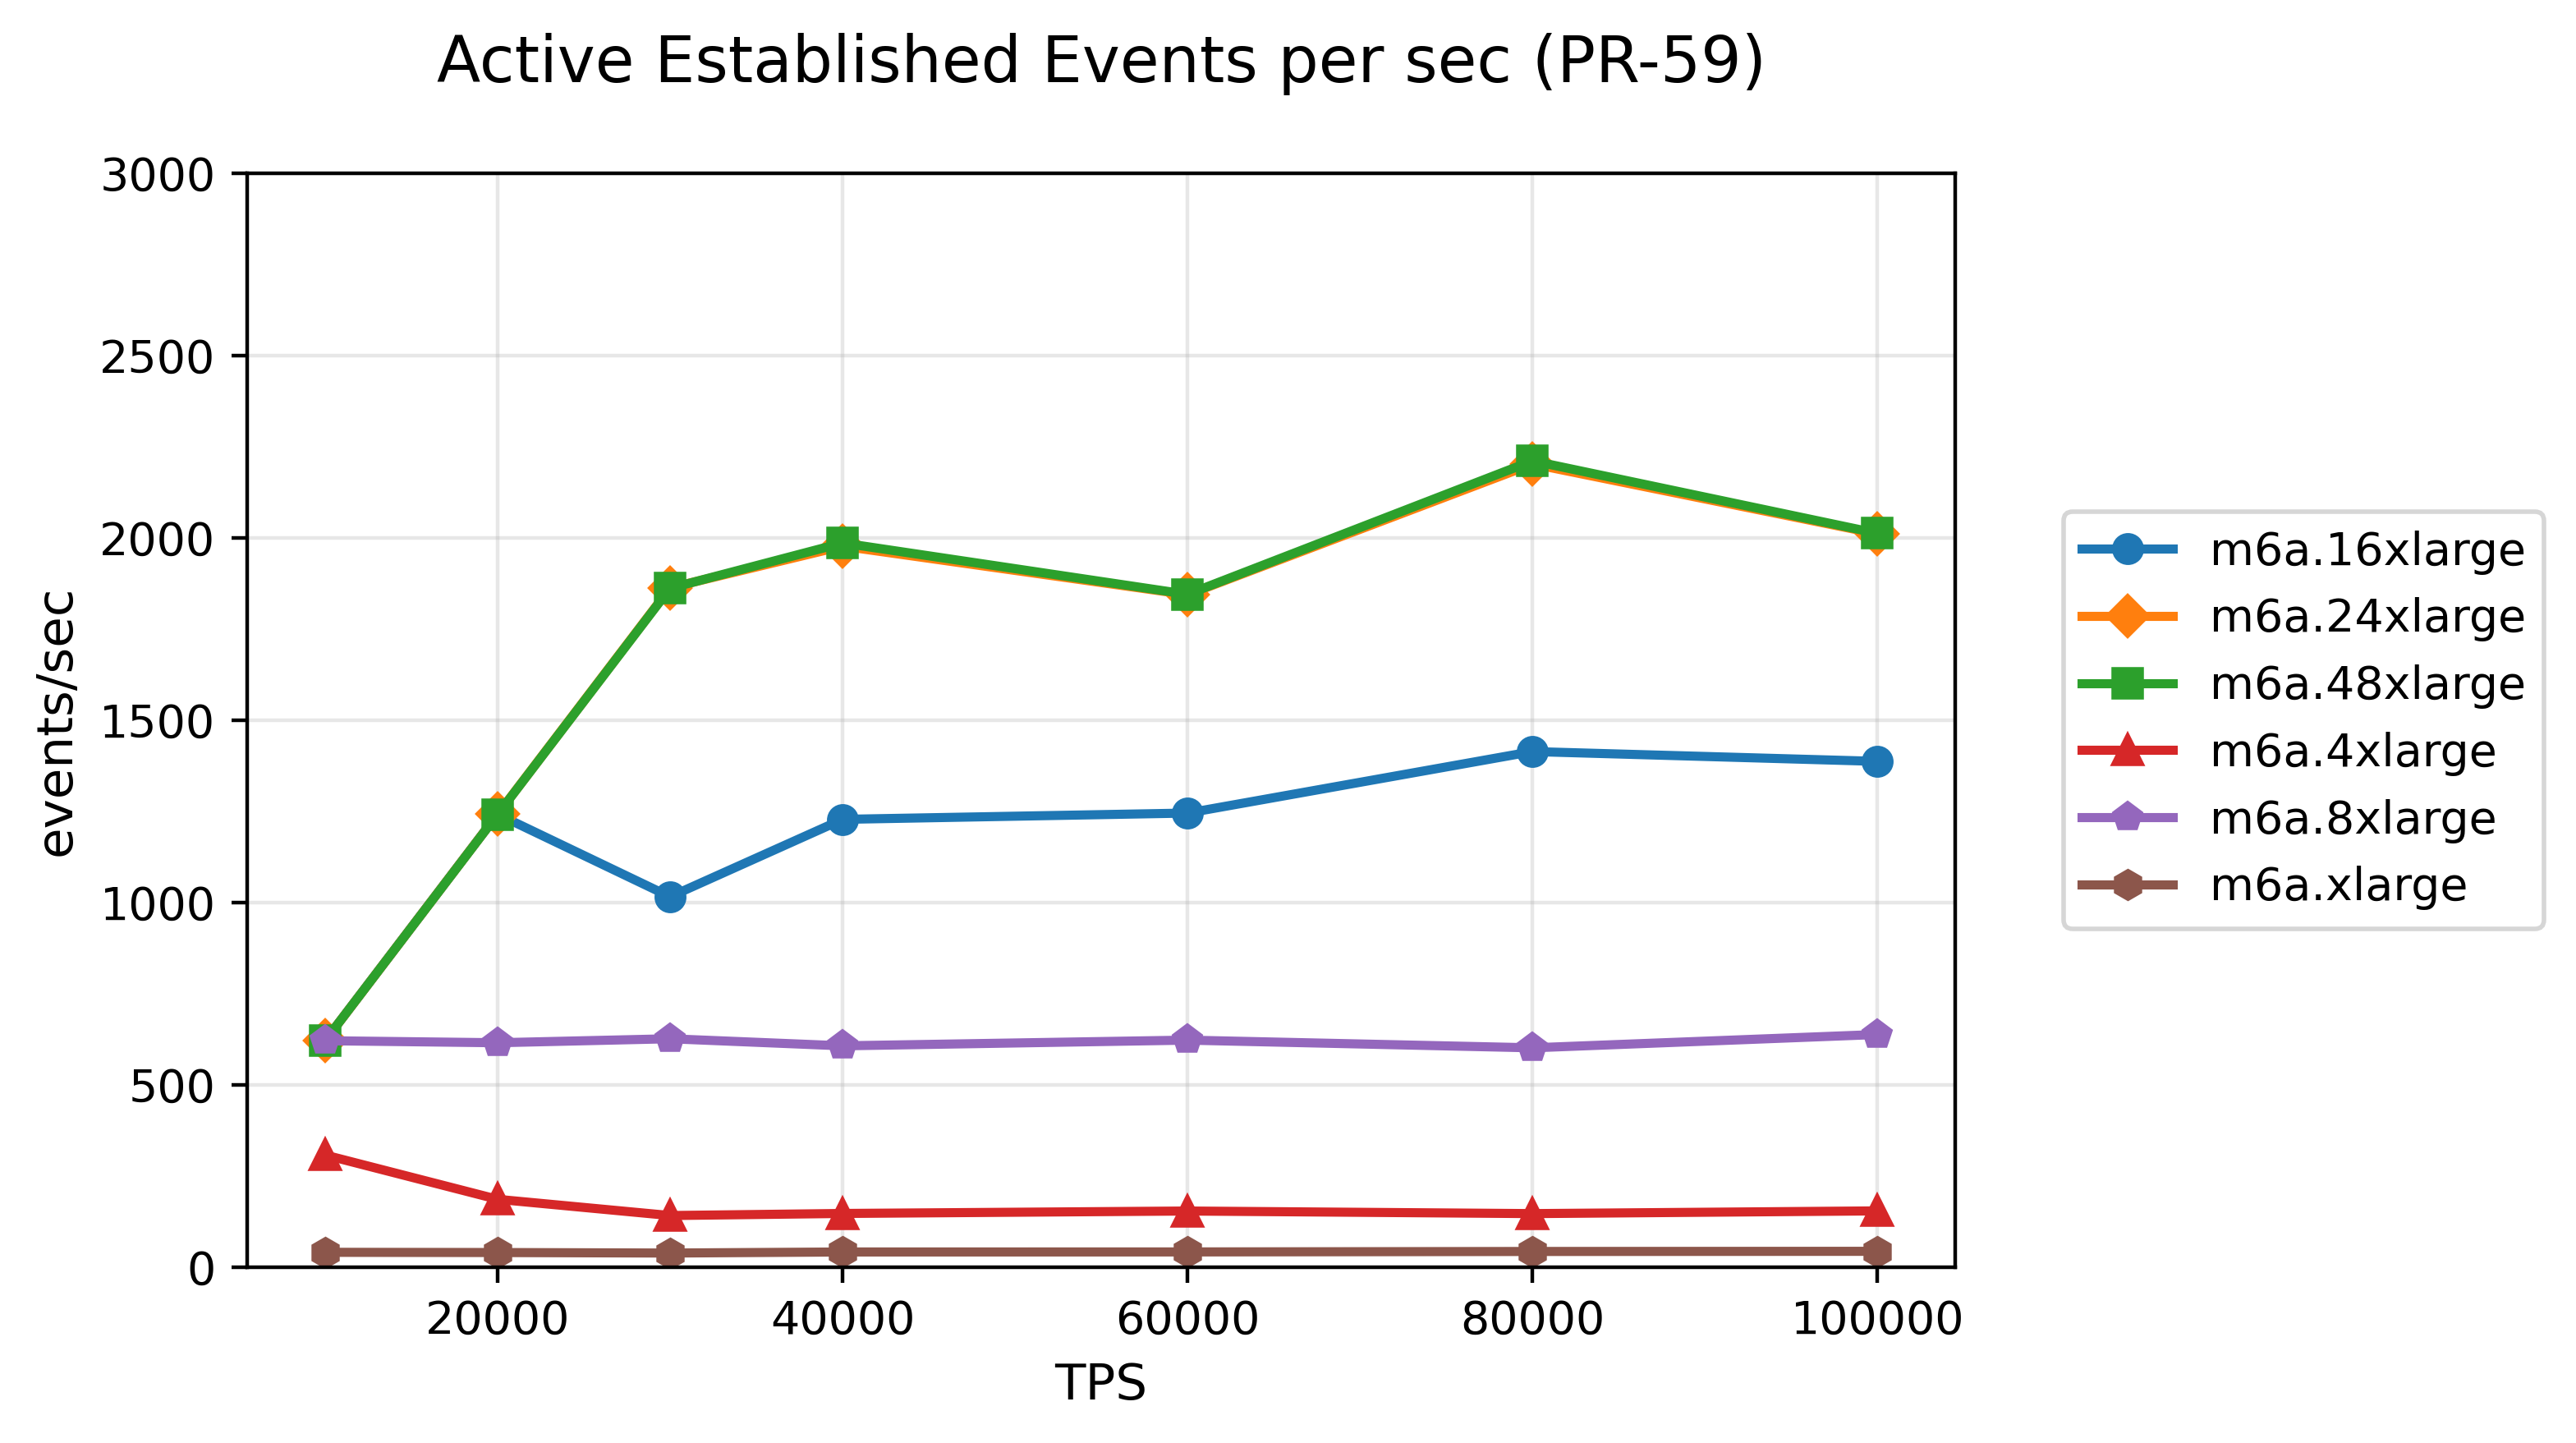 Active Established Events per sec (PR-59)
3000
2500
2000
1500
1000
500
0
events/sec
20000
40000
60000
80000
100000
TPS
m6a.16xlarge
m6a.24xlarge
m6a.48xlarge
m6a.4xlarge
m6a.8xlarge
m6a.xlarge